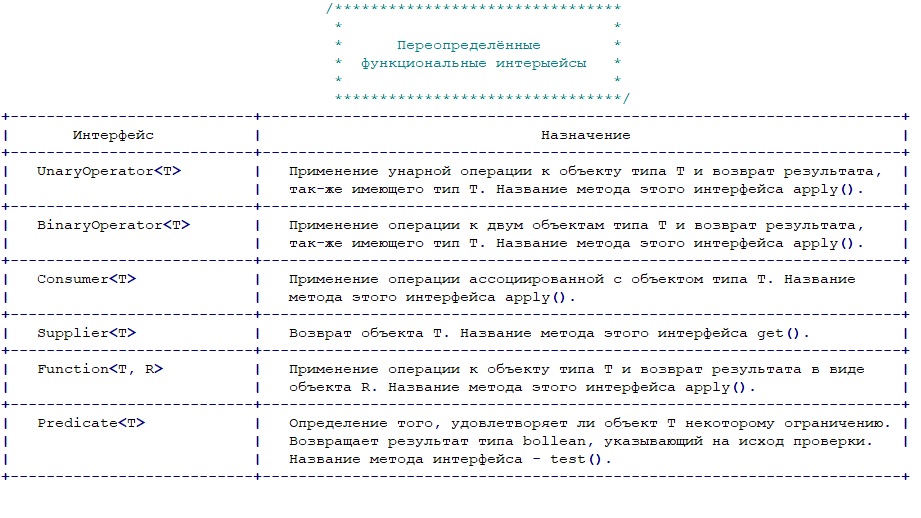 /********************************
*                              *
*      Переопределённые        *
*  функциональные интерыейсы   *
*                              *
********************************/
+---------------------------+-----------------------------------------------------------------------+
|       Интерфейс           |                               Назначение                              |
+---------------------------+-----------------------------------------------------------------------+
|   UnaryOperator<T>        |   Применение унарной операции к объекту типа T и возврат результата,  |
|                           |   так-же имеющего тип T. Название метода этого интерфейса apply().    |
+---------------------------+-----------------------------------------------------------------------+
|   BinaryOperator<T>       |   Применение операции к двум объектам типа T и возврат результата,    |
|                           |   так-же имеющего тип T. Название метода этого интерфейса apply().    |
+---------------------------+-----------------------------------------------------------------------+
|   Consumer<T>             |   Применение операции ассоциированной с объектом типа T. Название     |
|                           |   метода этого интерфейса apply().                                    |
+---------------------------+-----------------------------------------------------------------------+
|   Supplier<T>             |   Возврат объекта T. Название метода этого интерфейса get().          |
+---------------------------+-----------------------------------------------------------------------+
|   Function<T, R>          |   Применение операции к объекту типа T и возврат результата в виде    |
|                           |   объекта R. Название метода этого интерфейса apply().                |
+---------------------------+-----------------------------------------------------------------------+
|   Predicate<T>            |   Определение того, удовлетворяет ли объект T некоторому ограничению. |
|                           |   Возвращает результат типа bollean, указывающий на исход проверки.   |
|                           |   Название метода интерфейса - test().                                |
+---------------------------+-----------------------------------------------------------------------+